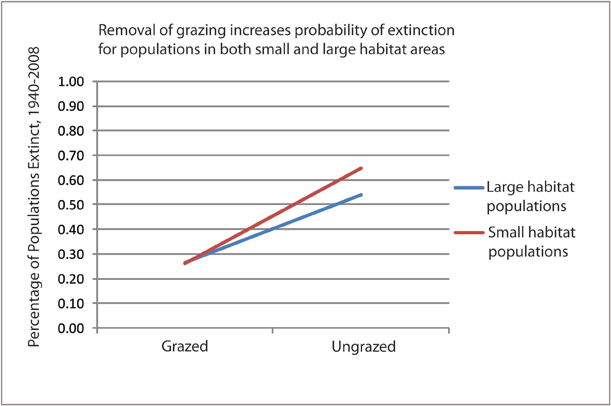 Removal of grazing increases probability of extinction
for populations in both small and large habitat areas
Percentage of Populations Extinct, 1940-2008
1.00
0.90
0.80
0.70
0.60
0.50
0.40
0.30
0.20
0.10
0.00
Grazed
Ungrazed
Large habitat
populations
Small habitat
populations